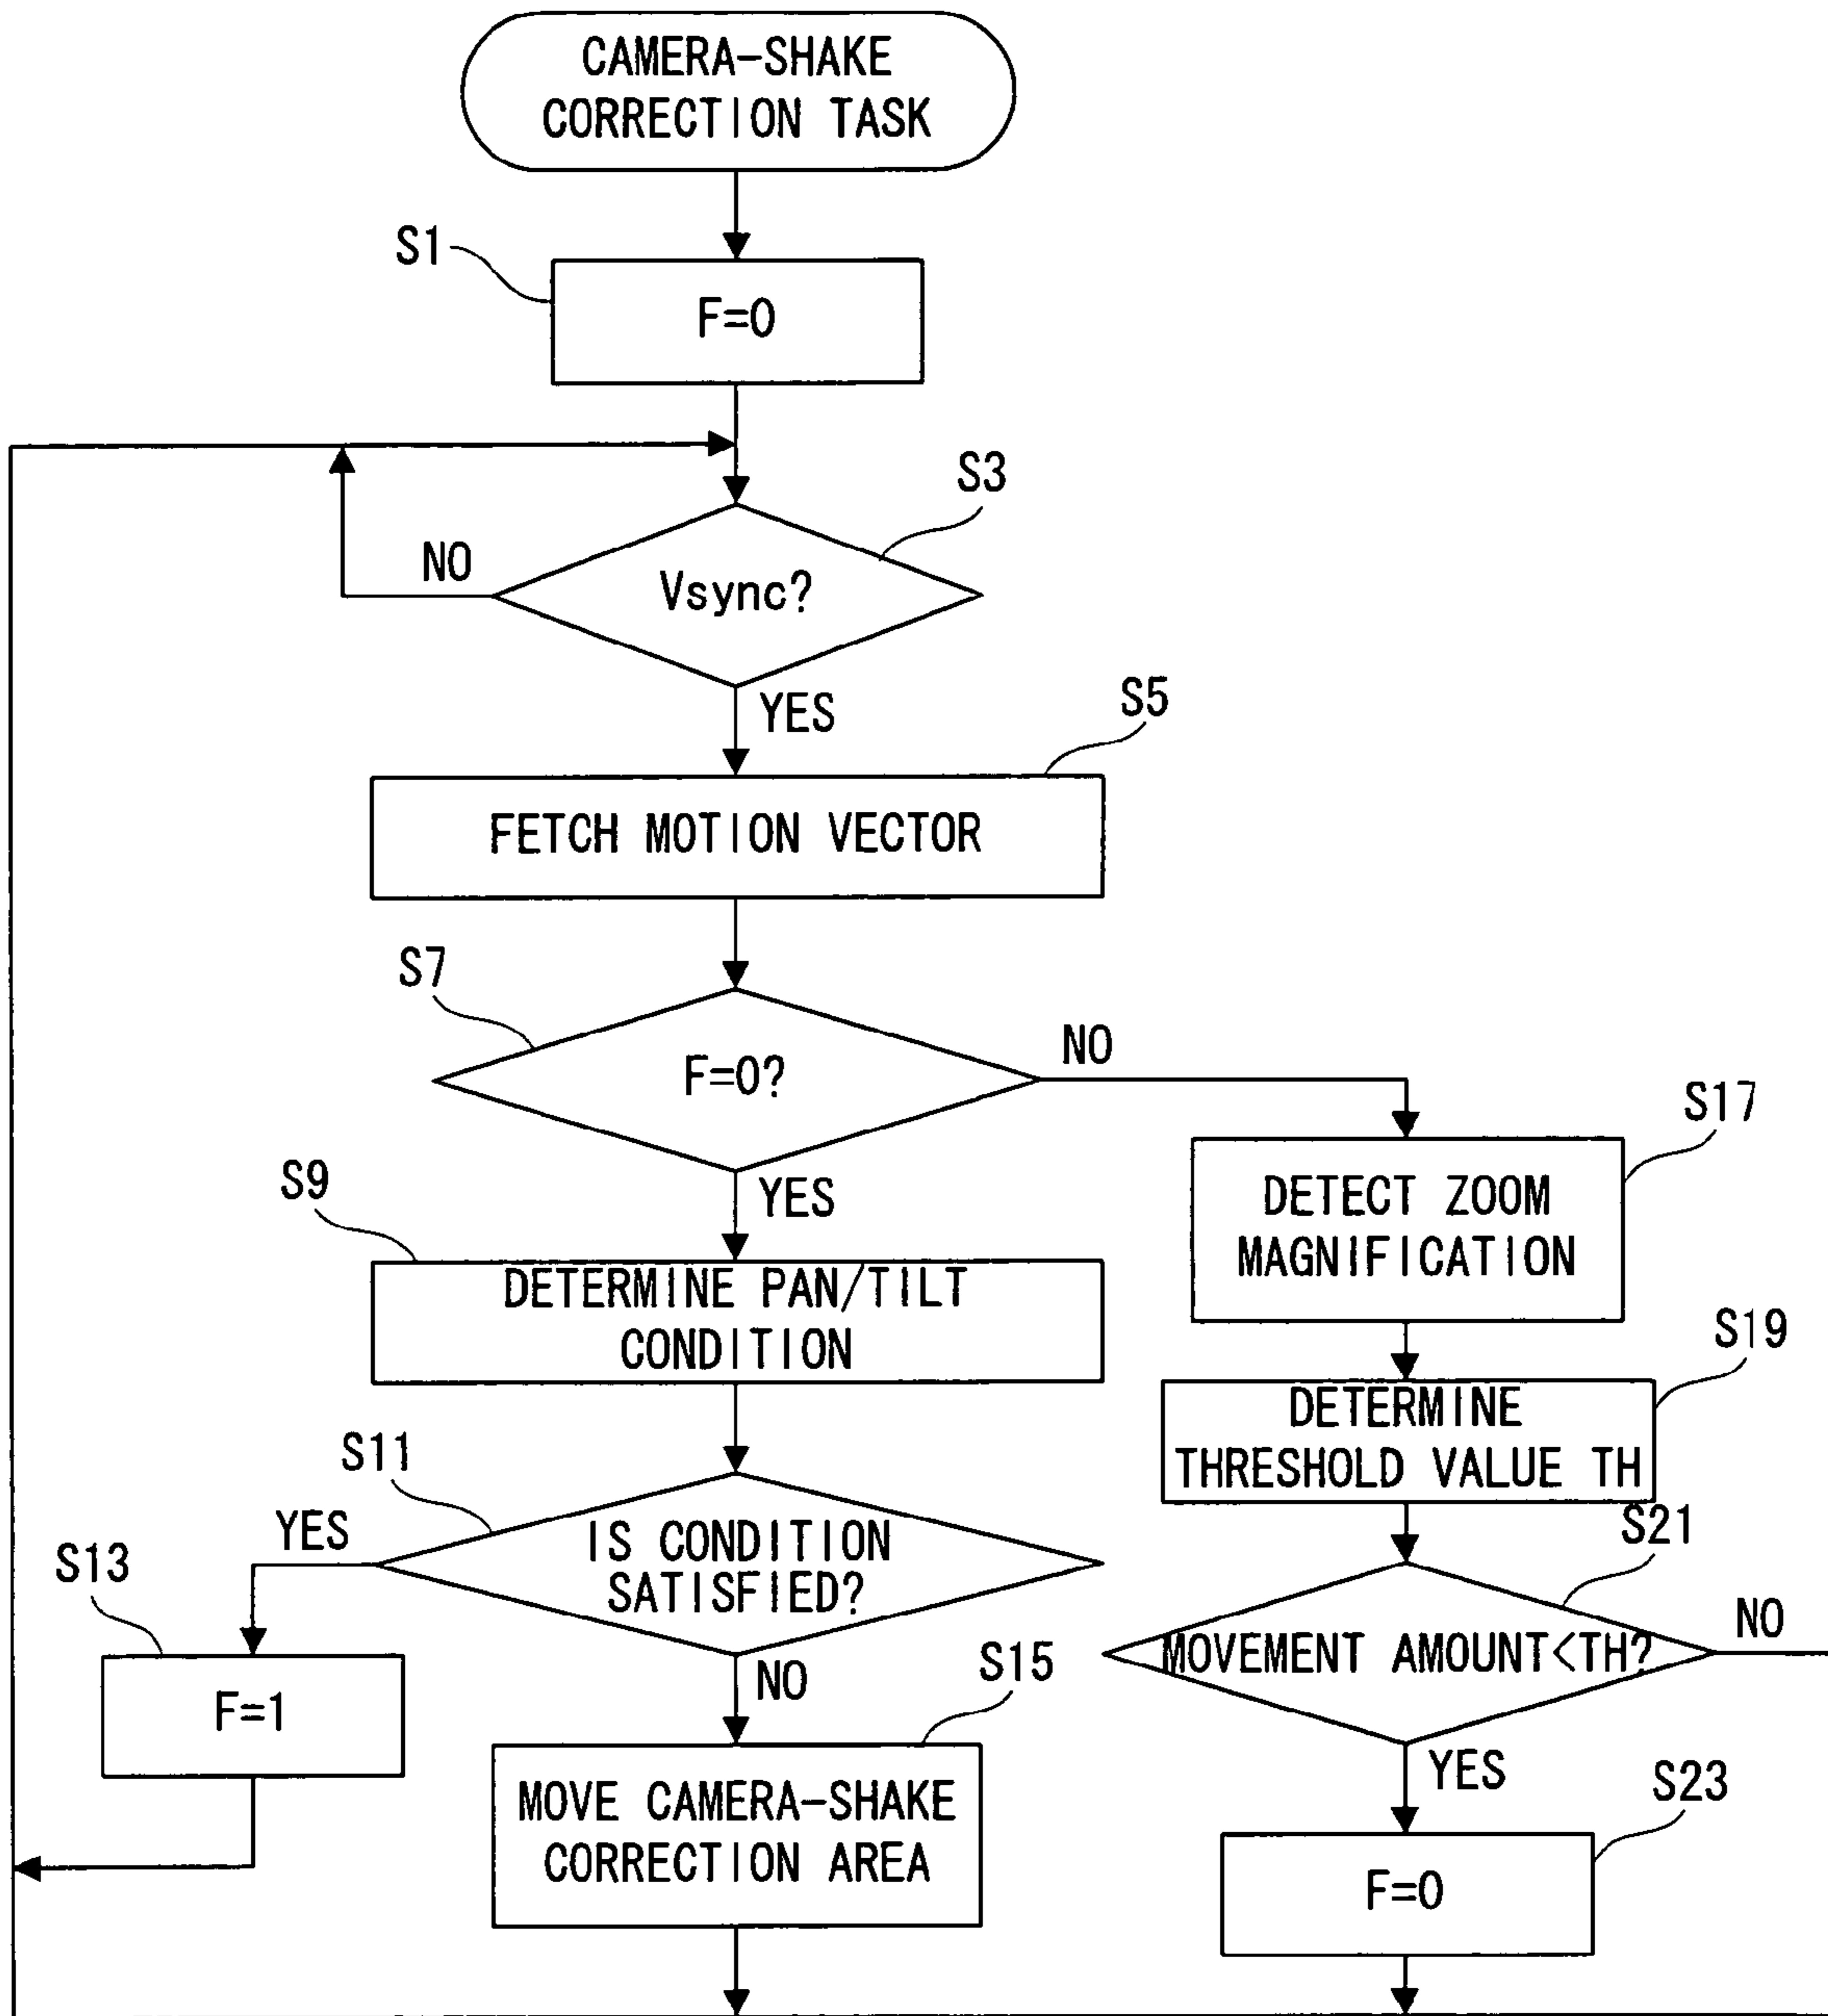 CAMERA-SHAKE
CORRECTION TASK
S1
F=0
S3
NO
Vsync?
YES
S5
FETCH MOTION VECTOR
S7
F=0?
NO
YES
S17
DETECT ZOOM
MAGNIFICATION
S9
DETERMINE PAN/TILT
CONDITION
S19
DETERMINE
THRESHOLD VALUE TH
S11
YES
IS CONDITION
SATISFIED?
NO
S21
MOVEMENT AMOUNT<TH?
NO
YES
S13
F=1
S15
MOVE CAMERA-SHAKE
CORRECTION AREA
S23
F=0